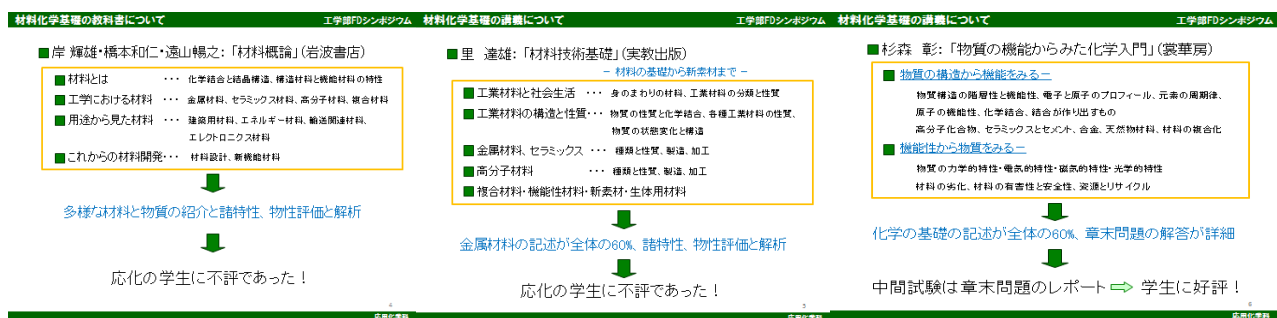 材料化学基礎の教科書について 工学部FDシンポジウム
■岸 輝雄・橋本和仁・遠山暢之:「材料概論」(岩波書店)
■材料とは ・・・ 化学結合と結晶構造、構造材料と機能材料の特性
■工学における材料 ・・・ 金属材料、セラミックス材料、高分子材料、複合材料
■用途から見た材料 ・・・ 建築用材料、エネルギー材料、輸送関連材料、
エレクトロニクス材料
■これからの材料開発・・・ 材料設計、新機能材料
多様な材料と物質の紹介と諸特性、物性評価と解析
応化の学生に不評であった!
4
応用化学科
材料化学基礎の講義について 工学部FDシンポジウム
■里 達雄:「材料技術基礎」(実教出版)
− 材料の基礎から新素材まで −
■工業材料と社会生活 ・・・ 身のまわりの材料、工業材料の分類と性質
■工業材料の構造と性質・・・ 物質の性質と化学結合、各種工業材料の性質、
物質の状態変化と構造
■金属材料、セラミックス ・・・ 種類と性質、製造、加工
■高分子材料 ・・・ 種類と性質、製造、加工
■複合材料・機能性材料・新素材・生体用材料
金属材料の記述が全体の60%、諸特性、物性評価と解析
応化の学生に不評であった!
5
応用化学科
材料化学基礎の講義について 工学部FDシンポジウム
■杉森 彰:「物質の機能からみた化学入門」(裳華房)
■物質の構造から機能をみるー
物質構造の階層性と機能性、電子と原子のプロフィール、元素の周期律、
原子の機能性、化学結合、結合が作り出すもの
高分子化合物、セラミックスとセメント、合金、天然物材料、材料の複合化
■機能性から物質をみるー
物質の力学的特性・電気的特性・磁気的特性・光学的特性
材料の劣化、材料の有害性と安全性、資源とリサイクル
化学の基礎の記述が全体の60%、章末問題の解答が詳細
中間試験は章末問題のレポート⇒ 学生に好評!
6
応用化学科